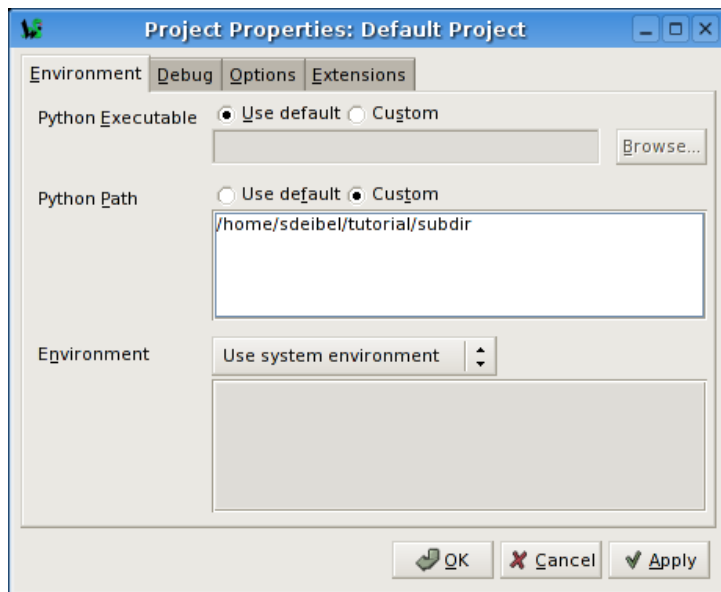 Project Properties: Default Project
Environment Debug Options Extensions
Python Executable Use default Custom
Browse...
Python Path Use default Custom
/home/sdeibel/tutorial/subdir
Environment Use system environment
OK Cancel Apply